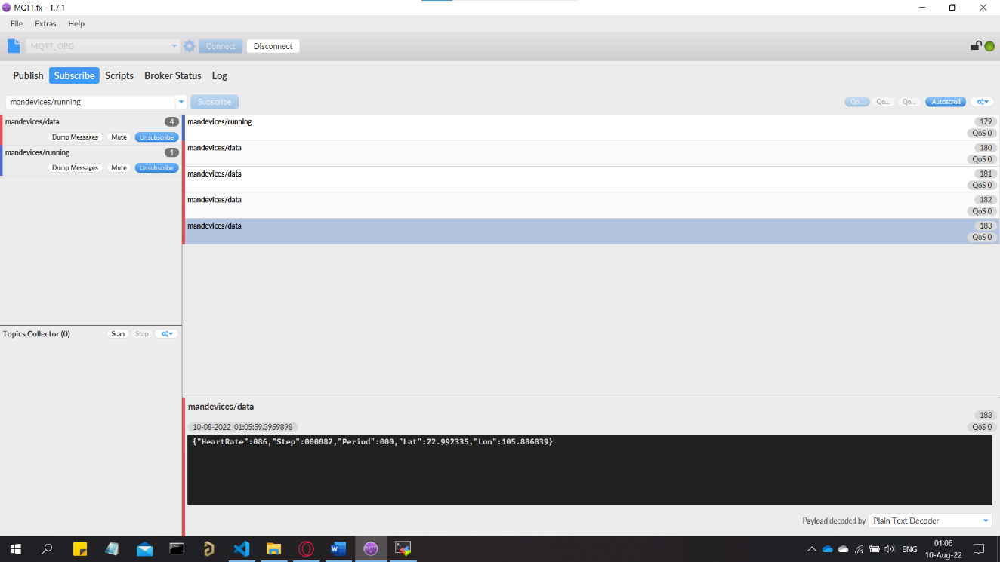 MQTT.fx - 1.7.1
File Extras Help
MQTT_ORG Connect DIsconnect
Publish Subscribe Scripts Broker Status Log
mandevices/running Subscribe Qo... Qo... Qo... Autoscroll
mandevices/data 4
Dump Messages Mute Unsubscribe
mandevices/running 1
Dump Messages Mute Unsubscribe
mandevices/running 179
QoS 0
mandevices/data 180
QoS 0
mandevices/data 181
QoS 0
mandevices/data 182
QoS 0
mandevices/data 183
QoS 0
Topics Collector (0) Scan Stop
mandevices/data
183
10-08-2022 01:05:59.3959898 QoS 0
{"HeartRate":086,"Step":000087,"Period":000,"Lat":22.992335,"Lon":105.886839}
Payload decoded by Plain Text Decoder
ENG
01:06
10-Aug-22